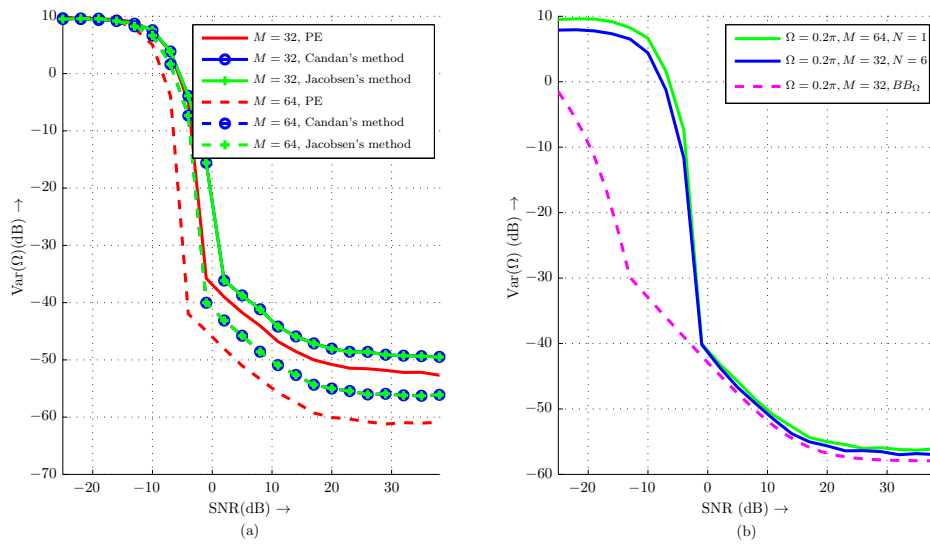 M = 32, PE
M = 32, Candan's method
M = 32, Jacobsen's method
M = 64, PE
M = 64, Candan's method
M = 64, Jacobsen's method
10
0
−10
−20
−30
−40
−50
−60
−70
Var(Ω)(dB) →
−20
−10
0
10
20
30
SNR(dB) →
(a)
Ω = 0.2π, M = 64, N = 1
Ω = 0.2π, M = 32, N = 6
Ω = 0.2π, M = 32, BB_Ω
10
0
−10
−20
−30
−40
−50
−60
Var(Ω) (dB) →
−20
−10
0
10
20
30
SNR (dB) →
(b)